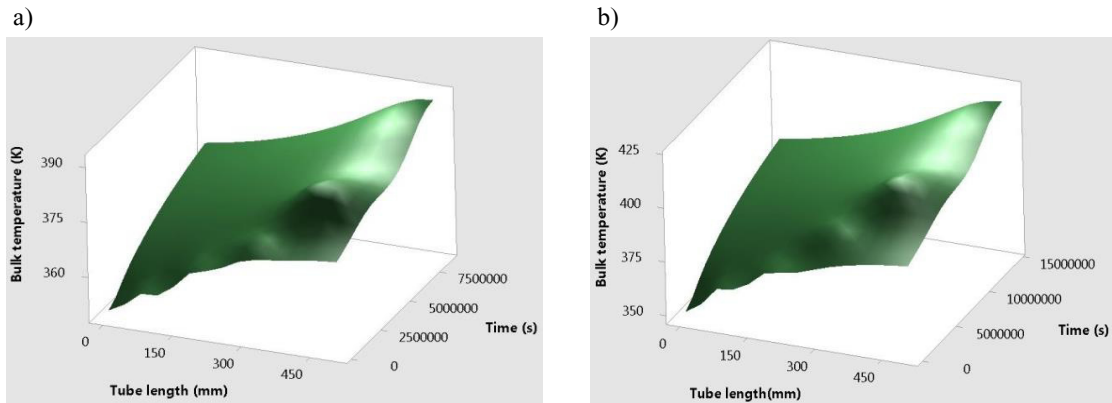 a)
390
375
360
Bulk temperature (K)
0
150
300
450
Tube length (mm)
7500000
5000000
2500000
0
Time (s)
b)
425
400
375
350
Bulk temperature (K)
0
150
300
450
Tube length(mm)
15000000
10000000
5000000
0
Time (s)